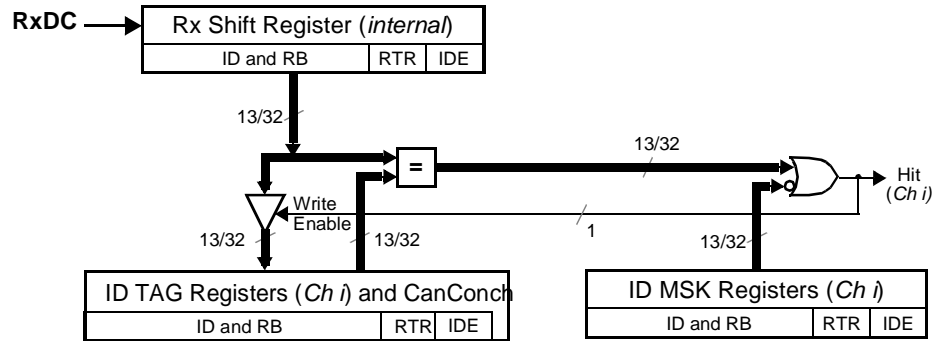 RxDC
Rx Shift Register (internal)
ID and RB RTR IDE
13/32
13/32
=
Hit
(Ch i)
Write
Enable
1
13/32
13/32
13/32
ID TAG Registers (Ch i) and CanConch
ID and RB RTR IDE
ID MSK Registers (Ch i)
ID and RB RTR IDE